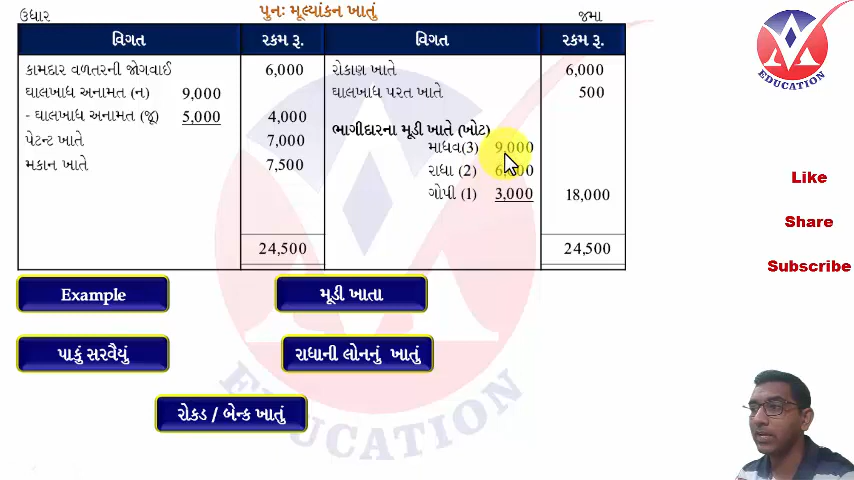 ઉધાર પુનઃ મૂલ્યાંકન ખાતું જમા
વિગત રકમ રૂ. વિગત રકમ રૂ.
કામદાર વળતરની જોગવાઈ 6,000 રોકાણ ખાતે 6,000
ઘાલખાધ અનામત (ન) 9,000 ઘાલખાધ પરત ખાતે 500
- ઘાલખાધ અનામત (જૂ) 5,000 4,000
ભાગીદારના મૂડી ખાતે (ખોટ)
પેટન્ટ ખાતે 7,000 માધવ(3) 9,000
મકાન ખાતે 7,500 રાધા (2)
ગોપી (1) 3,000 18,000
24,500 24,500
Example મૂડી ખાતા
પાકું સરવૈયું રાધાની લોનનું ખાતું
રોકડ / બેન્ક ખાતું
EDUCATION
Like
Share
Subscribe
EDUCATION